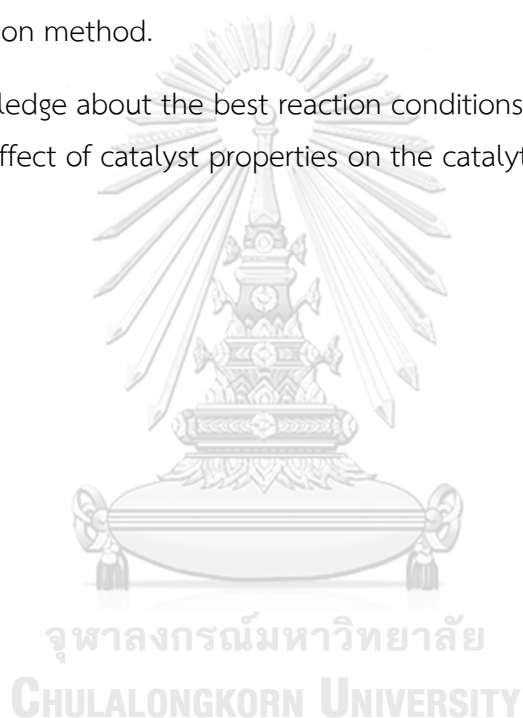 on method.
ledge about the best reaction conditions
ffect of catalyst properties on the catalyt
จุฬาลงกรณ์มหาวิทยาลัย
CHULALONGKORN UNIVERSITY